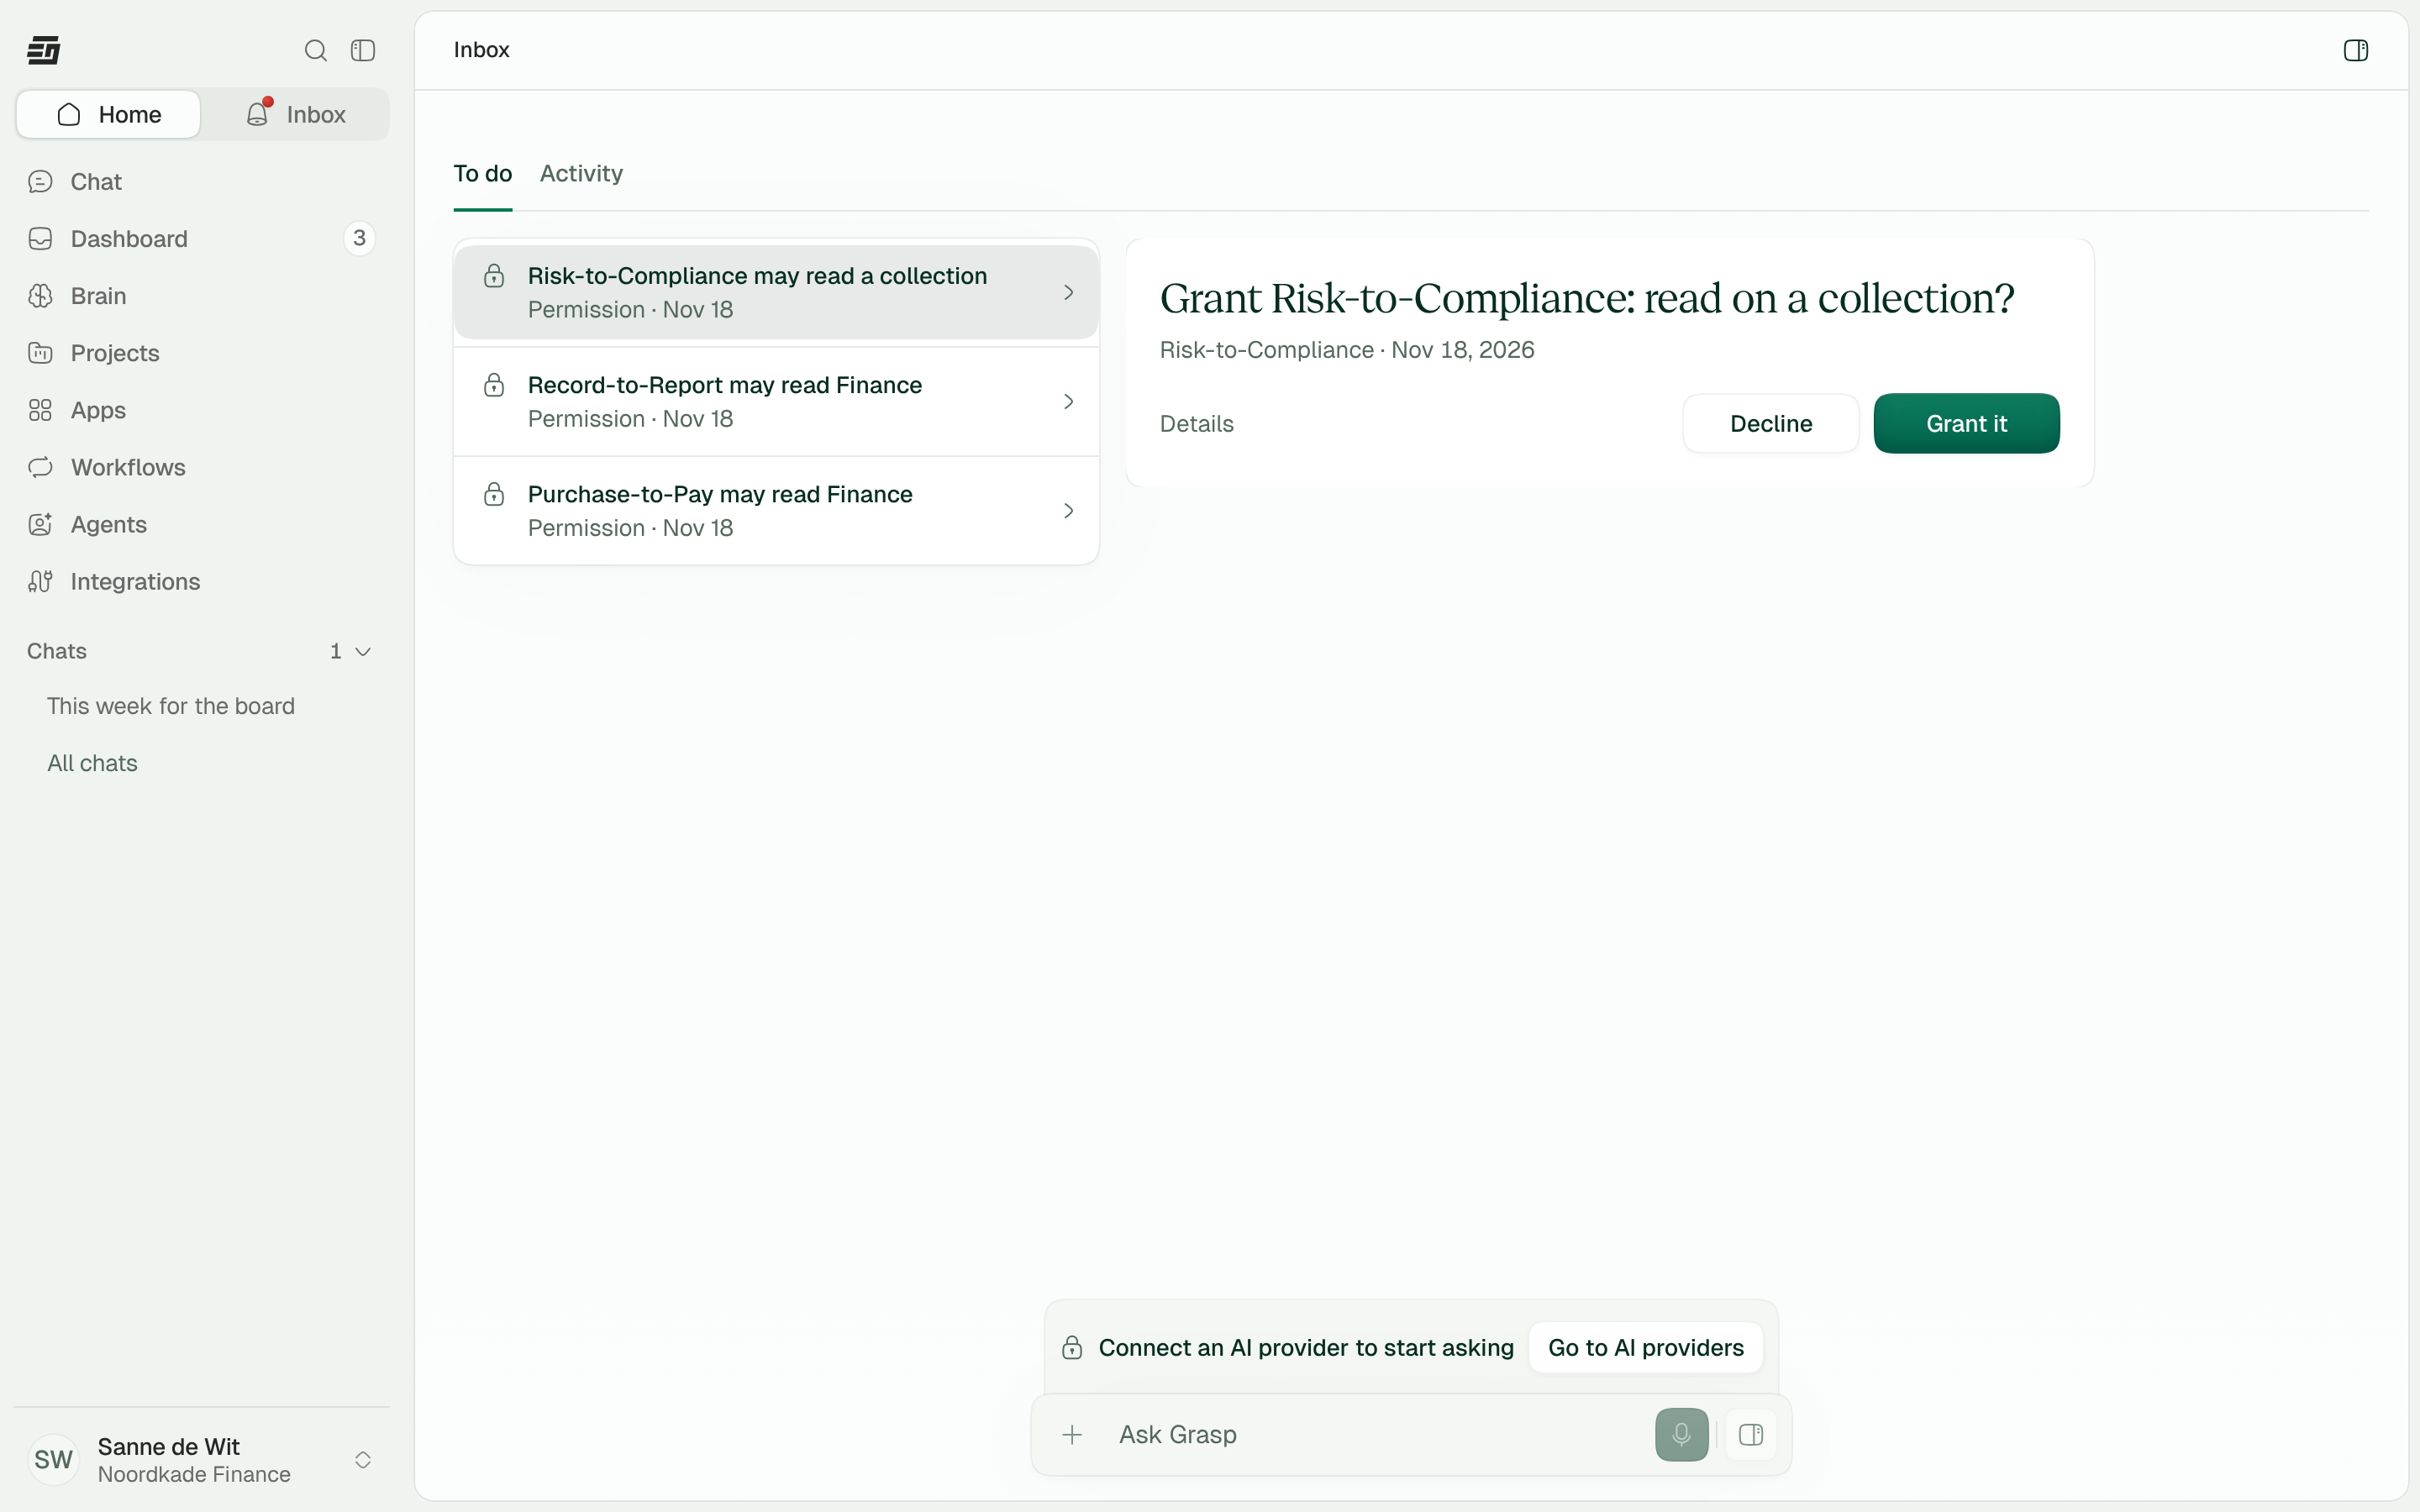 Home
Inbox
Chat
Dashboard
3
Brain
Projects
Apps
Workflows
Agents
Integrations
Chats
1
This week for the board
All chats
SW
Sanne de Wit
Noordkade Finance
Inbox
To do
Activity
Risk-to-Compliance may read a collection
Permission · Nov 18
Record-to-Report may read Finance
Permission · Nov 18
Purchase-to-Pay may read Finance
Permission · Nov 18
Grant Risk-to-Compliance: read on a collection?
Risk-to-Compliance · Nov 18, 2026
Details
Decline
Grant it
Connect an AI provider to start asking
Go to AI providers
Ask Grasp